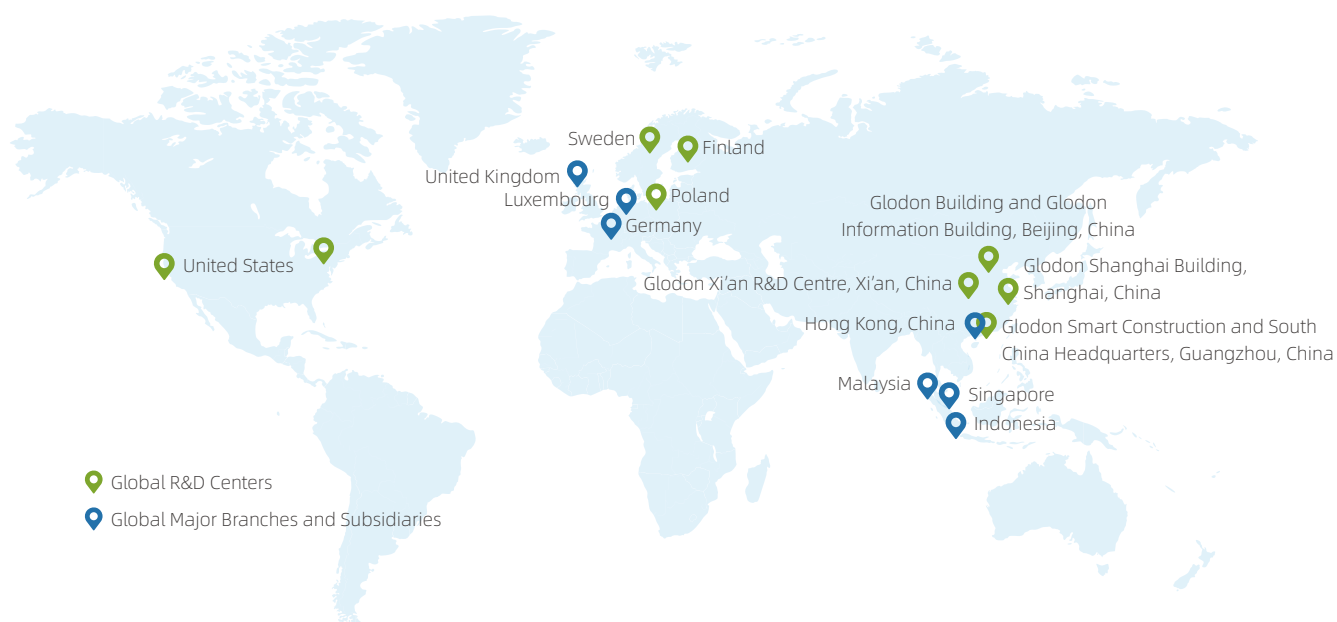 Sweden
Finland
United Kingdom
Luxembourg
Poland
Germany
United States
Glodon Building and Glodon
Information Building, Beijing, China
Glodon Xi’an R&D Centre, Xi’an, China
Glodon Shanghai Building,
Shanghai, China
Hong Kong, China
Glodon Smart Construction and South
China Headquarters, Guangzhou, China
Malaysia
Singapore
Indonesia
Global R&D Centers
Global Major Branches and Subsidiaries